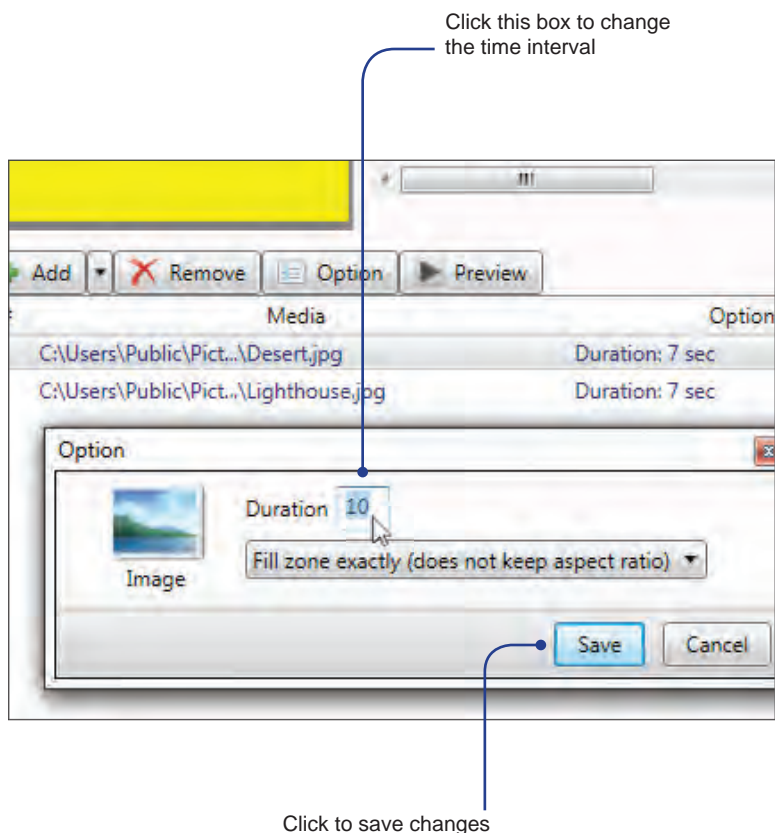 Click this box to change
the time interval
Add Remove Option Preview
Media Option
C:\Users\Public\Pict...\Desert.jpg Duration: 7 sec
C:\Users\Public\Pict...\Lighthouse.jpg Duration: 7 sec
Option
Duration 10
Fill zone exactly (does not keep aspect ratio)
Image
Save Cancel
Click to save changes